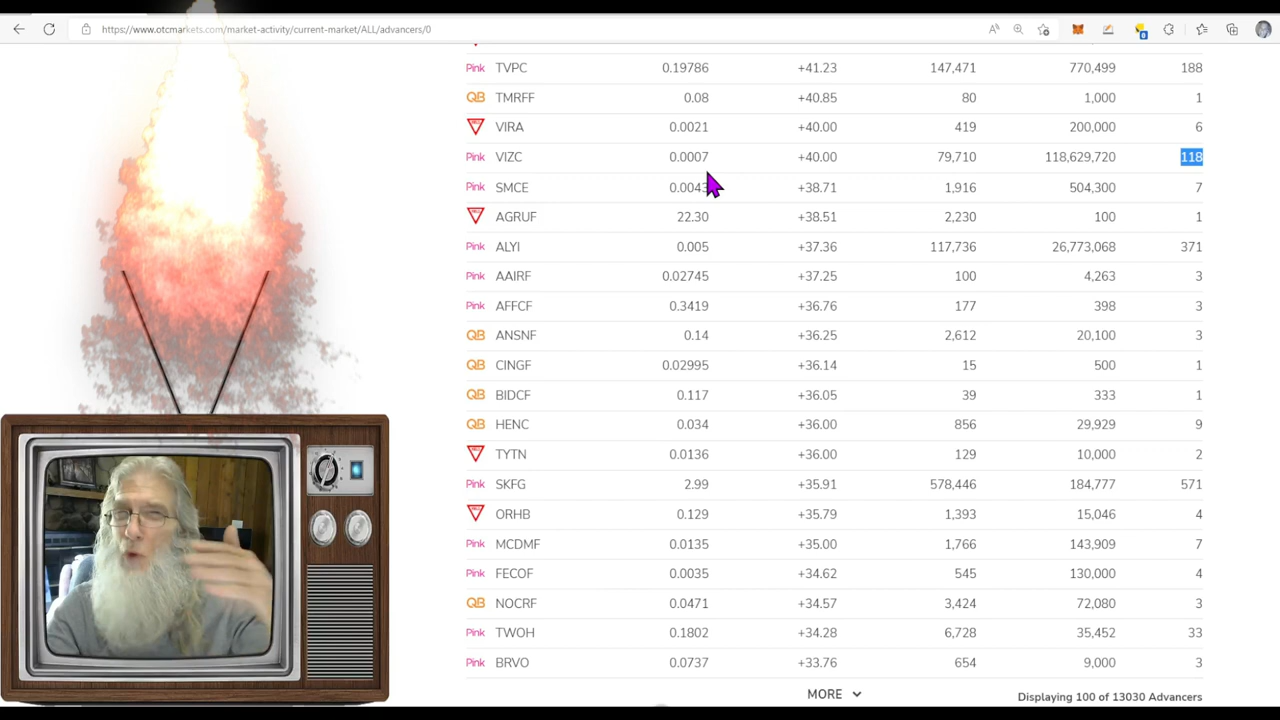 https://www.otcmarkets.com/market-activity/current-market/ALL/advancers/0
Pink TVPC 0.19786 +41.23 147,471 770,499 188
QB TMRFF 0.08 +40.85 80 1,000 1
VIRA 0.0021 +40.00 419 200,000 6
Pink VIZC 0.0007 +40.00 79,710 118,629,720 118
Pink SMCE 0.0043 +38.71 1,916 504,300 7
AGRUF 22.30 +38.51 2,230 100 1
Pink ALYI 0.005 +37.36 117,736 26,773,068 371
Pink AAIRF 0.02745 +37.25 100 4,263 3
Pink AFFCF 0.3419 +36.76 177 398 3
QB ANSNF 0.14 +36.25 2,612 20,100 3
QB CINGF 0.02995 +36.14 15 500 1
QB BIDCF 0.117 +36.05 39 333 1
QB HENC 0.034 +36.00 856 29,929 9
TYTN 0.0136 +36.00 129 10,000 2
Pink SKFG 2.99 +35.91 578,446 184,777 571
ORHB 0.129 +35.79 1,393 15,046 4
Pink MCDMF 0.0135 +35.00 1,766 143,909 7
Pink FECOF 0.0035 +34.62 545 130,000 4
QB NOCRF 0.0471 +34.57 3,424 72,080 3
Pink TWOH 0.1802 +34.28 6,728 35,452 33
Pink BRVO 0.0737 +33.76 654 9,000 3
MORE
Displaying 100 of 13030 Advancers